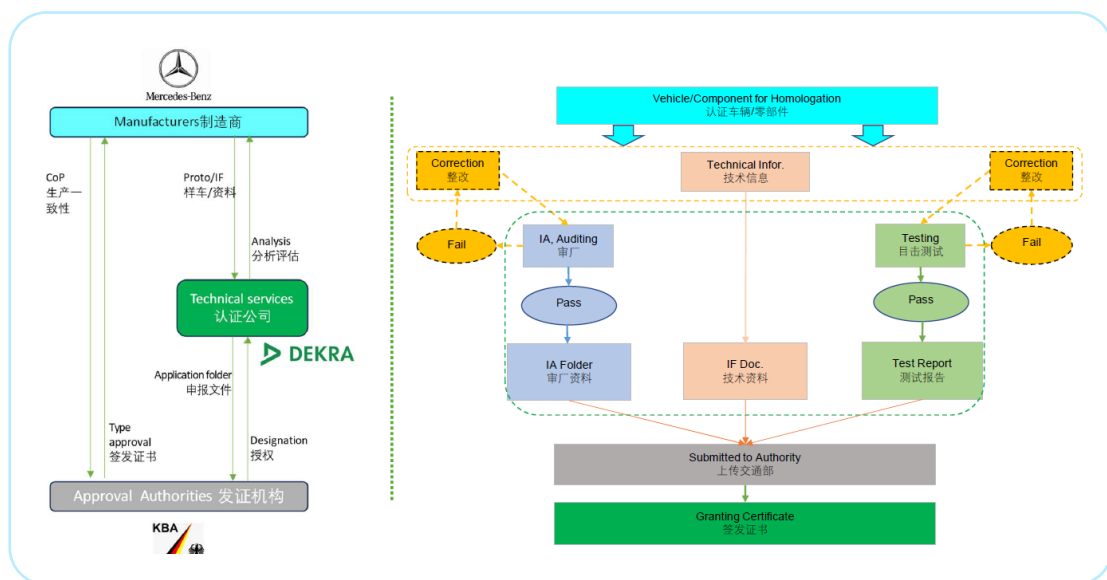 Mercedes-Benz
Manufacturers制造商
CoP
生产一
致性
Proto/IF
样车/资料
Analysis
分析评估
Technical services
认证公司
DEKRA
Application folder
申报文件
Type
approval
签发证书
Designation
授权
Approval Authorities 发证机构
KBA
Vehicle/Component for Homologation
认证车辆/零部件
Correction
整改
Technical Infor.
技术信息
Correction
整改
Fail
IA, Auditing
审厂
Testing
目击测试
Fail
Pass
Pass
IA Folder
审厂资料
IF Doc.
技术资料
Test Report
测试报告
Submitted to Authority
上传交通部
Granting Certificate
签发证书